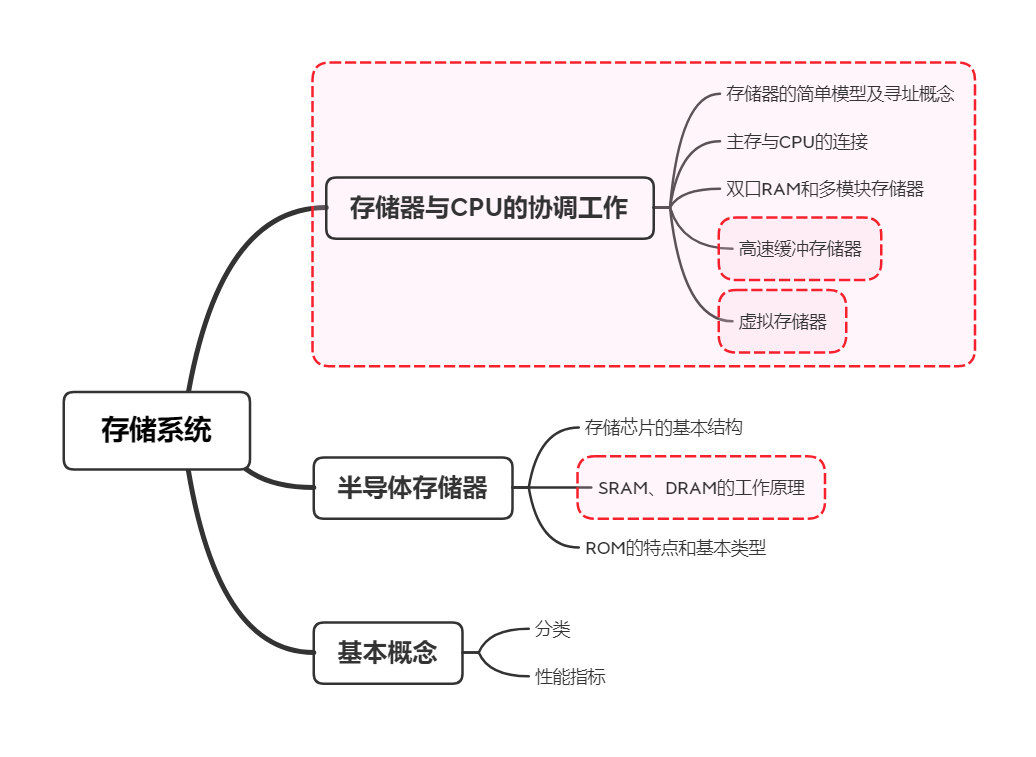 存储系统
存储器与CPU的协调工作
存储器的简单模型及寻址概念
主存与CPU的连接
双口RAM和多模块存储器
高速缓冲存储器
虚拟存储器
半导体存储器
存储芯片的基本结构
SRAM、DRAM的工作原理
ROM的特点和基本类型
基本概念
分类
性能指标